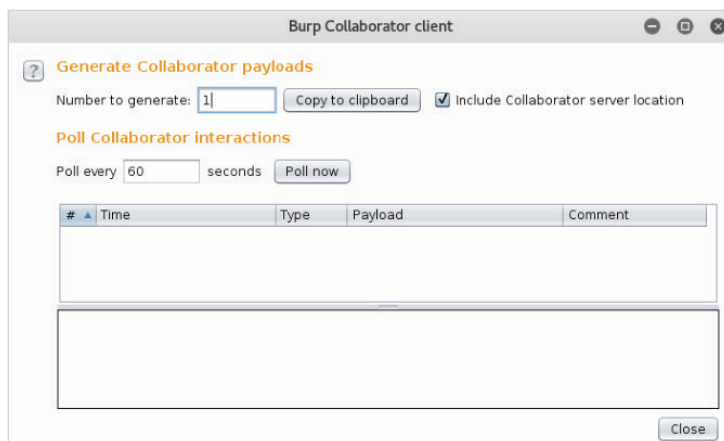 Burp Collaborator client
? Generate Collaborator payloads
Number to generate: 1 Copy to clipboard Include Collaborator server location
Poll Collaborator interactions
Poll every 60 seconds Poll now
# Time Type Payload Comment
Close